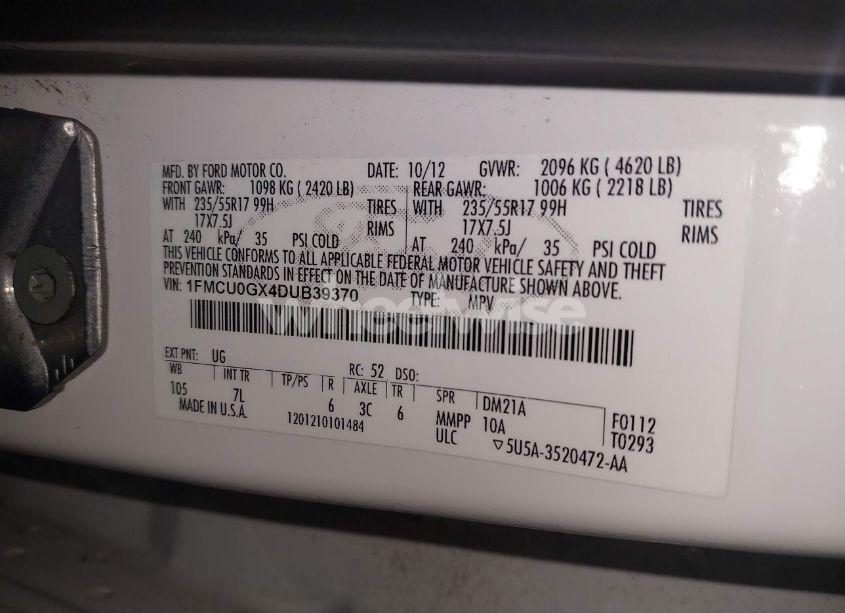 MFD. BY FORD MOTOR CO. DATE: 10/12 GVWR: 2096 KG ( 4620 LB)
FRONT GAWR: 1098 KG ( 2420 LB) REAR GAWR: 1006 KG ( 2218 LB)
WITH 235/55R17 99H TIRES WITH 235/55R17 99H TIRES
17X7.5J RIMS 17X7.5J RIMS
AT 240 kPa/ 35 PSI COLD AT 240 kPa/ 35 PSI COLD
THIS VEHICLE CONFORMS TO ALL APPLICABLE FEDERAL MOTOR VEHICLE SAFETY AND THEFT
PREVENTION STANDARDS IN EFFECT ON THE DATE OF MANUFACTURE SHOWN ABOVE.
VIN: 1FMCU0GX4DUB39370 TYPE: MPV
wheelwise
EXT PNT: UG RC: 52 DSO:
WB INT TR TP/PS R AXLE TR SPR DM21A
105 7L 6 3C 6 MMPP 10A F0112
MADE IN U.S.A. 1201210101484 ULC ▽5U5A-3520472-AA T0293